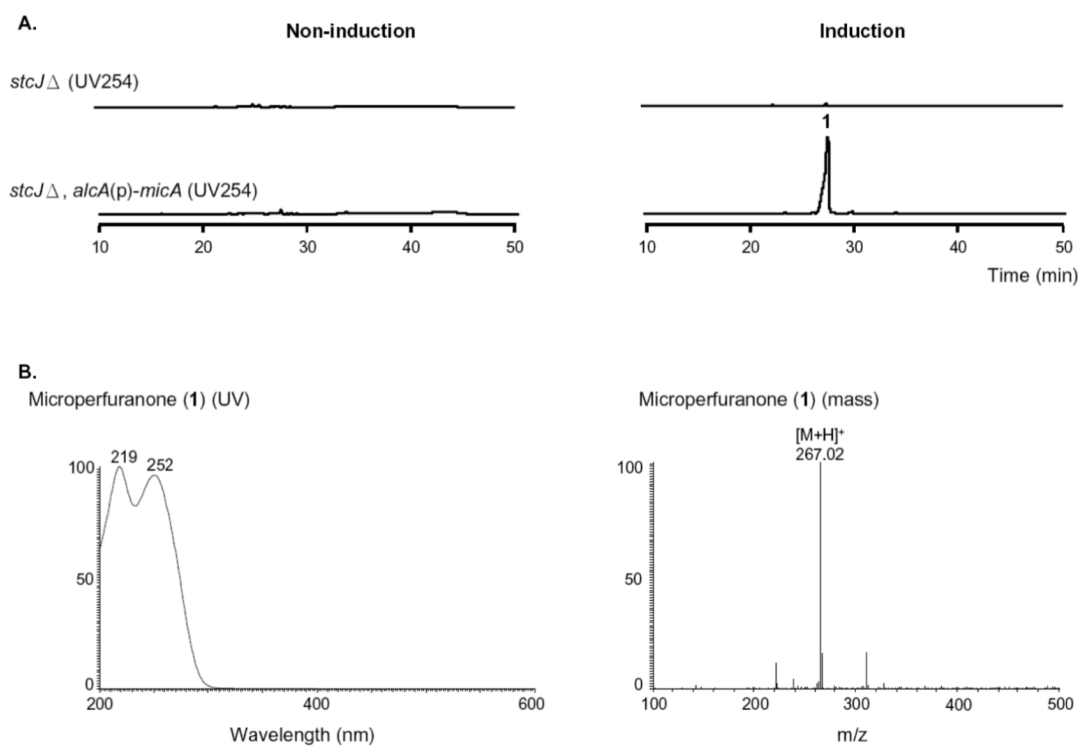 A.
Non-induction
Induction
stcJ△ (UV254)
1
stcJ△, alcA(p)-micA (UV254)
10 20 30 40 50
10 20 30 40 50
Time (min)
B.
Microperfuranone (1) (UV)
Microperfuranone (1) (mass)
219 252
100
50
0
200 400 600
Wavelength (nm)
[M+H]+
267.02
100
50
0
100 200 300 400 500
m/z